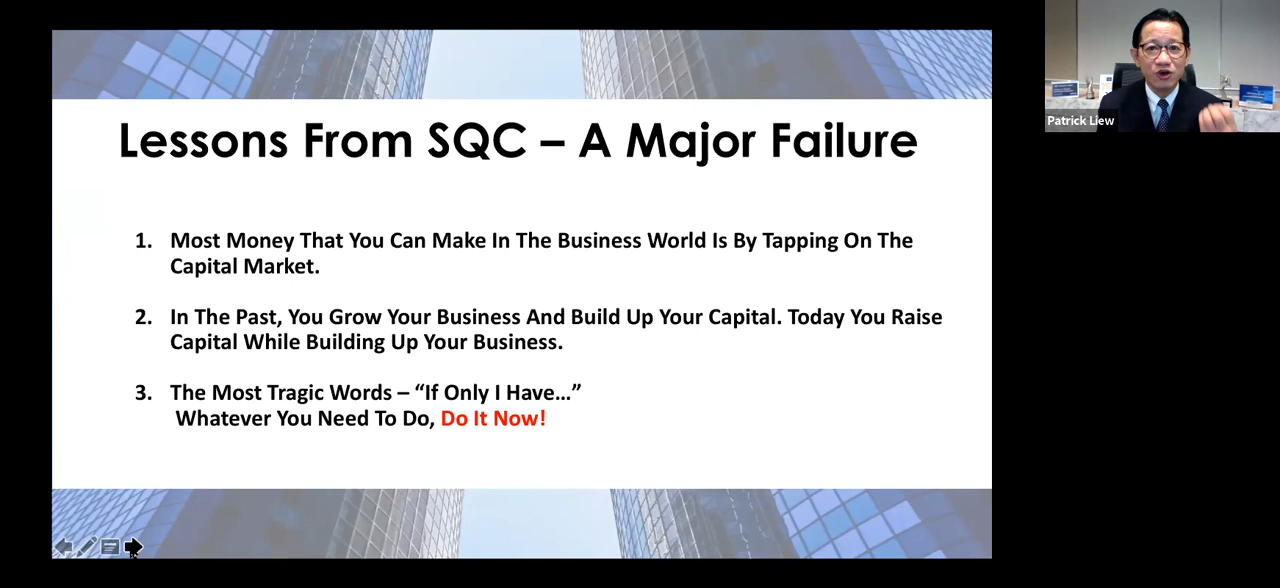 Lessons From SQC – A Major Failure
1. Most Money That You Can Make In The Business World Is By Tapping On The
Capital Market.
2. In The Past, You Grow Your Business And Build Up Your Capital. Today You Raise
Capital While Building Up Your Business.
3. The Most Tragic Words – “If Only I Have…”
Whatever You Need To Do, Do It Now!
Patrick Liew